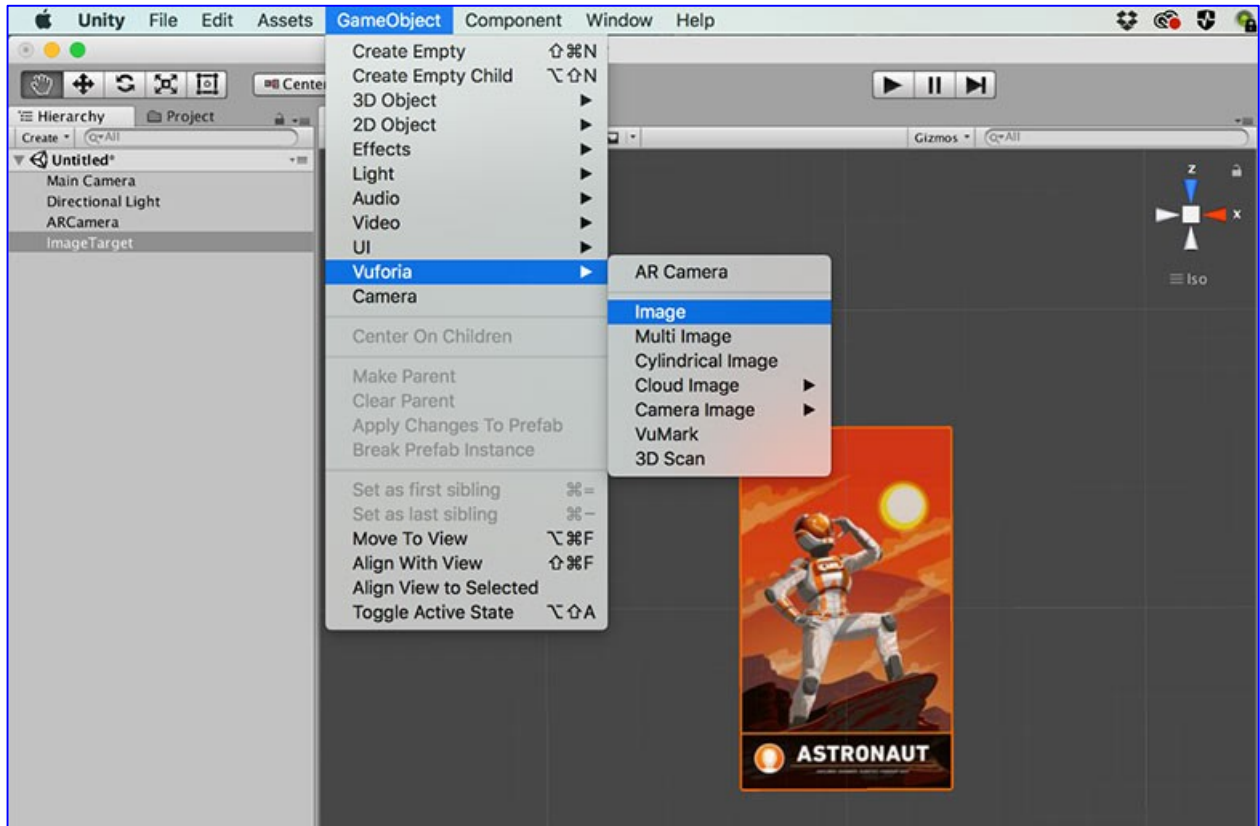 Unity File Edit Assets GameObject Component Window Help
Center
Hierarchy Project
Create All
Gizmos All
Untitled*
Main Camera
Directional Light
ARCamera
ImageTarget
Create Empty ⇧⌘N
Create Empty Child ⌥⇧N
3D Object
2D Object
Effects
Light
Audio
Video
UI
Vuforia
Camera
Center On Children
Make Parent
Clear Parent
Apply Changes To Prefab
Break Prefab Instance
Set as first sibling ⌘=
Set as last sibling ⌘-
Move To View ⌥⌘F
Align With View ⇧⌘F
Align View to Selected
Toggle Active State ⌥⇧A
AR Camera
Image
Multi Image
Cylindrical Image
Cloud Image
Camera Image
VuMark
3D Scan
z
x
Iso
ASTRONAUT